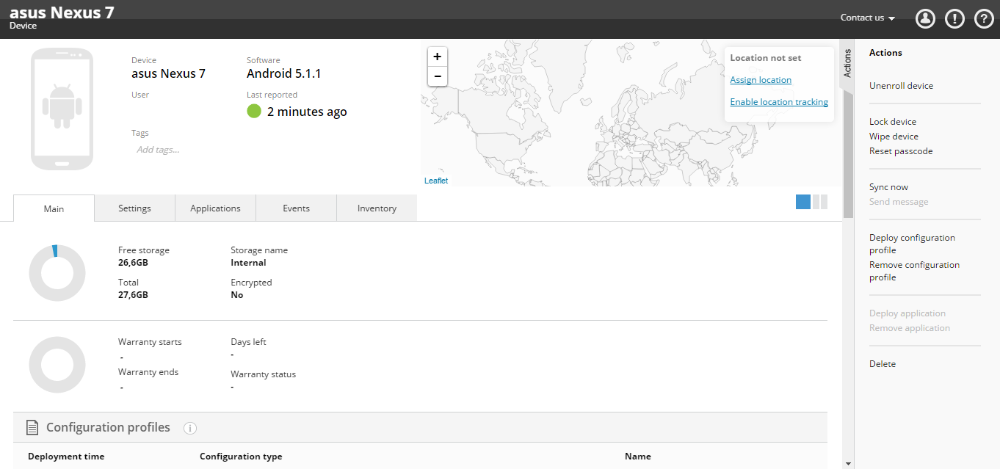 asus Nexus 7
Device
Contact us
Device
asus Nexus 7
Software
Android 5.1.1
User
Last reported
2 minutes ago
Tags
Add tags...
+
−
Leaflet
Location not set
Assign location
Enable location tracking
Actions
Actions
Unenroll device
Lock device
Wipe device
Reset passcode
Sync now
Send message
Deploy configuration
profile
Remove configuration
profile
Deploy application
Remove application
Delete
Main
Settings
Applications
Events
Inventory
Free storage
26,6GB
Storage name
Internal
Total
27,6GB
Encrypted
No
Warranty starts
-
Days left
-
Warranty ends
-
Warranty status
-
Configuration profiles
Deployment time
Configuration type
Name